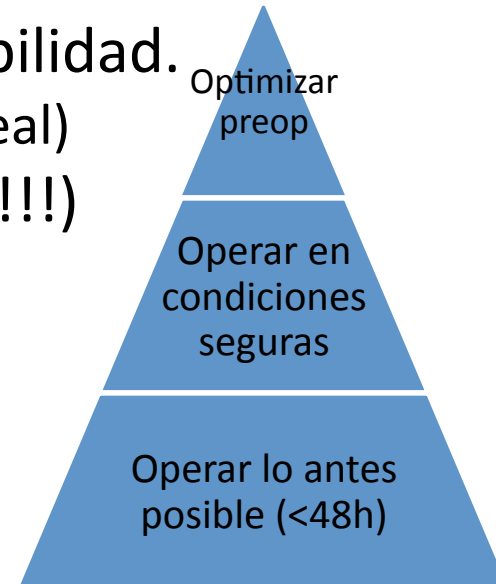 bilidad.
eal)
!!!)
Optimizar
preop
Operar en
condiciones
seguras
Operar lo antes
posible (<48h)